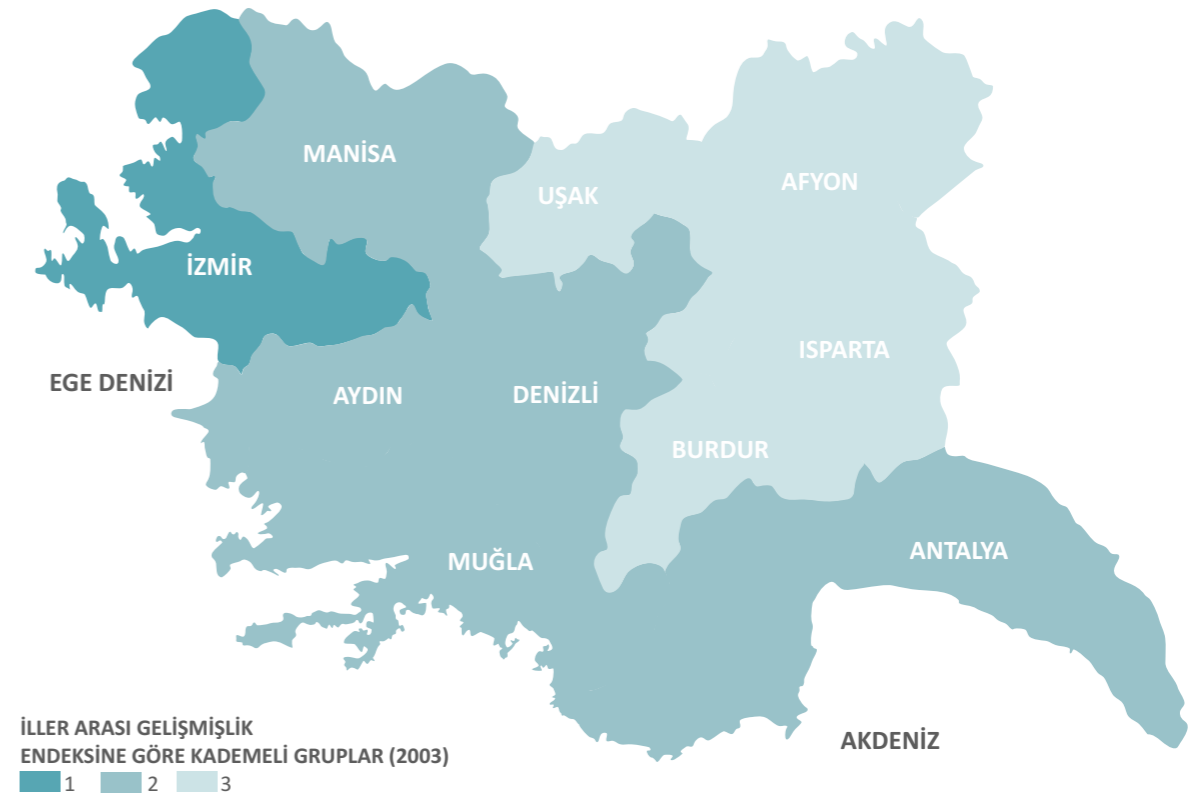 MANİSA
UŞAK
AFYON
İZMİR
ISPARTA
EGE DENİZİ
AYDIN
DENİZLİ
BURDUR
MUĞLA
ANTALYA
AKDENİZ
İLLER ARASI GELİŞMİŞLİK
ENDEKSİNE GÖRE KADEMELİ GRUPLAR (2003)
1 2 3